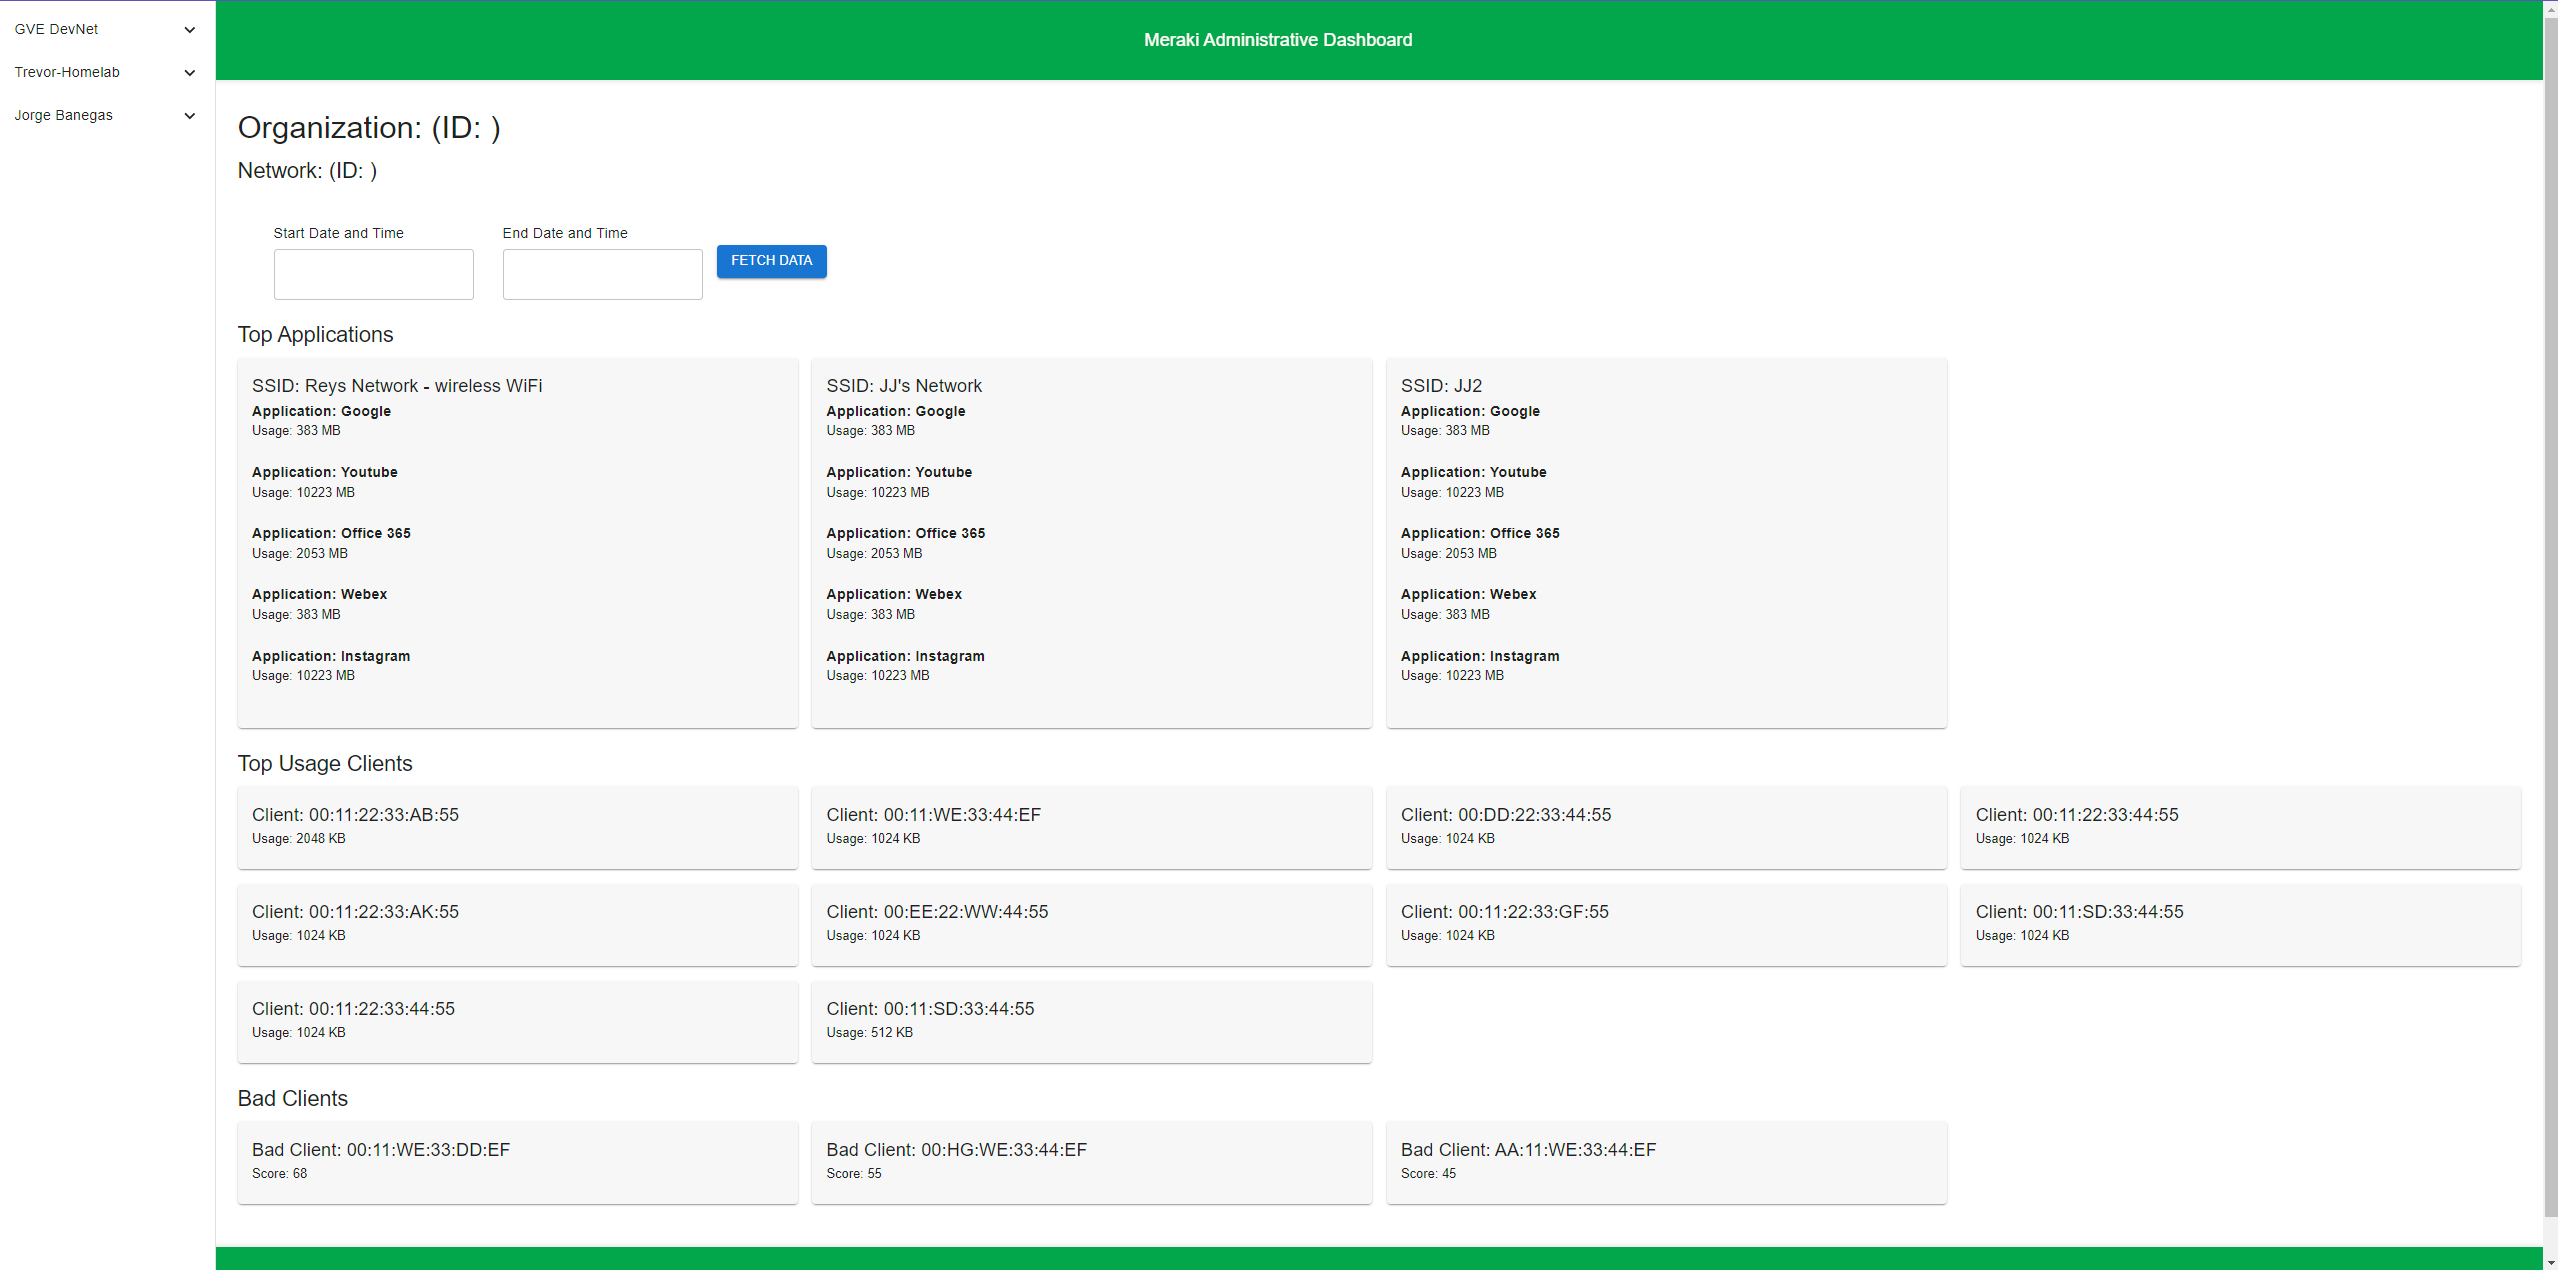 GVE DevNet
Trevor-Homelab
Jorge Banegas
Meraki Administrative Dashboard
Organization: (ID: )
Network: (ID: )
Start Date and Time
End Date and Time
FETCH DATA
Top Applications
SSID: Reys Network - wireless WiFi
Application: Google
Usage: 383 MB
Application: Youtube
Usage: 10223 MB
Application: Office 365
Usage: 2053 MB
Application: Webex
Usage: 383 MB
Application: Instagram
Usage: 10223 MB
SSID: JJ's Network
Application: Google
Usage: 383 MB
Application: Youtube
Usage: 10223 MB
Application: Office 365
Usage: 2053 MB
Application: Webex
Usage: 383 MB
Application: Instagram
Usage: 10223 MB
SSID: JJ2
Application: Google
Usage: 383 MB
Application: Youtube
Usage: 10223 MB
Application: Office 365
Usage: 2053 MB
Application: Webex
Usage: 383 MB
Application: Instagram
Usage: 10223 MB
Top Usage Clients
Client: 00:11:22:33:AB:55
Usage: 2048 KB
Client: 00:11:WE:33:44:EF
Usage: 1024 KB
Client: 00:DD:22:33:44:55
Usage: 1024 KB
Client: 00:11:22:33:44:55
Usage: 1024 KB
Client: 00:11:22:33:AK:55
Usage: 1024 KB
Client: 00:EE:22:WW:44:55
Usage: 1024 KB
Client: 00:11:22:33:GF:55
Usage: 1024 KB
Client: 00:11:SD:33:44:55
Usage: 1024 KB
Client: 00:11:22:33:44:55
Usage: 1024 KB
Client: 00:11:SD:33:44:55
Usage: 512 KB
Bad Clients
Bad Client: 00:11:WE:33:DD:EF
Score: 68
Bad Client: 00:HG:WE:33:44:EF
Score: 55
Bad Client: AA:11:WE:33:44:EF
Score: 45